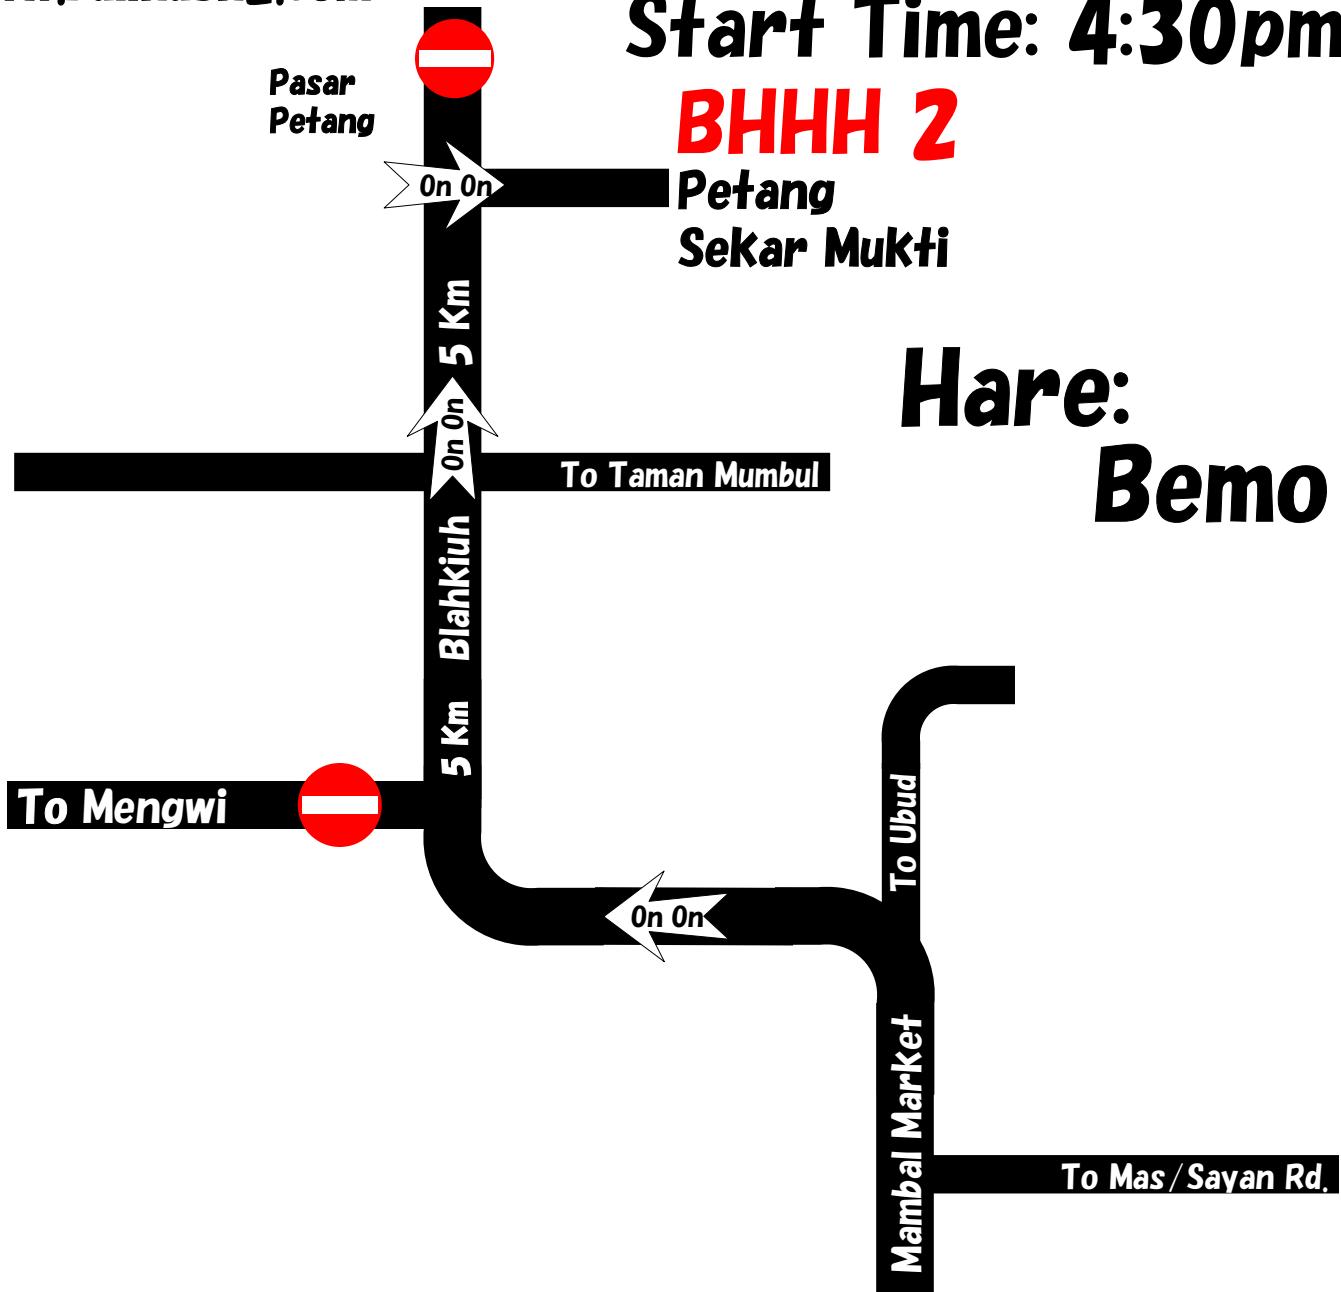 Start Time: 4:30pm
Pasar
Petang
BHHH 2
On On
Petang
Sekar Mukti
5 Km
Hare:
On On
Bemo
To Taman Mumbul
Blahkiuh
5 Km
To Mengwi
To Ubud
On On
Mambal Market
To Mas/Sayan Rd.